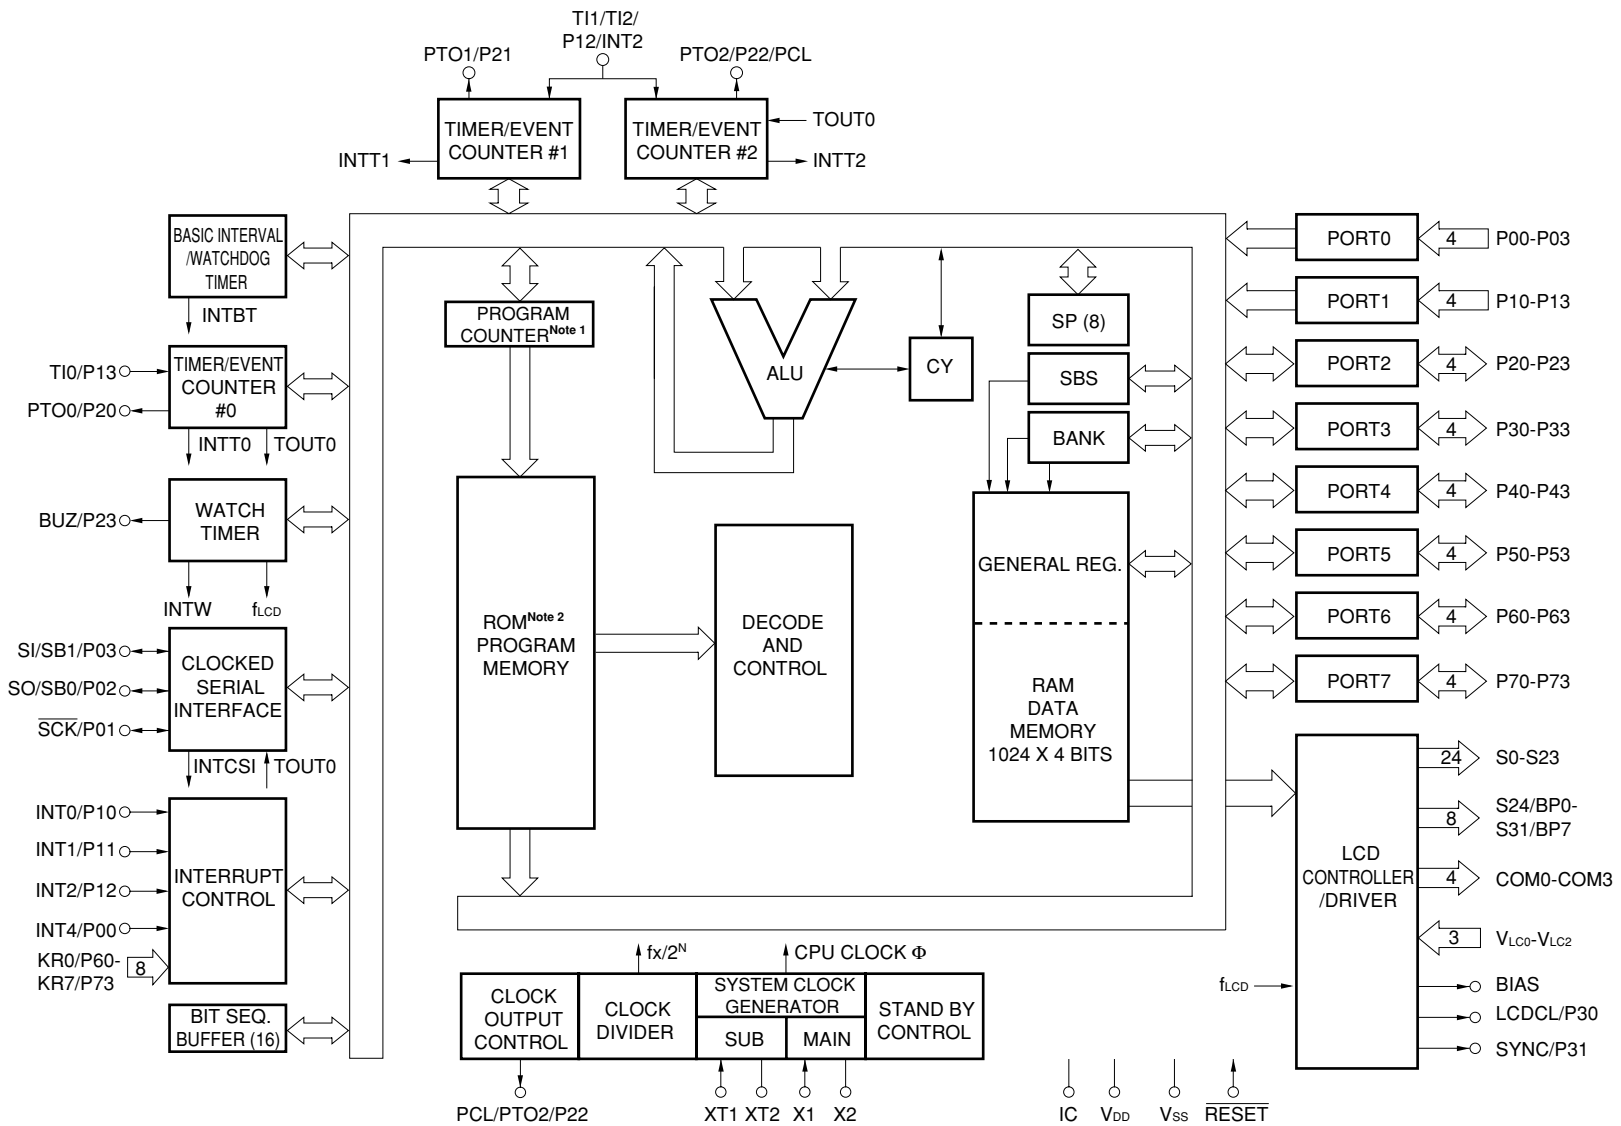 TI1/TI2/
P12/INT2
PTO1/P21
PTO2/P22/PCL
TIMER/EVENT
COUNTER #1
TIMER/EVENT
COUNTER #2
TOUT0
INTT1
INTT2
BASIC INTERVAL
/WATCHDOG
TIMER
INTBT
TI0/P13
PTO0/P20
TIMER/EVENT
COUNTER
#0
INTT0
TOUT0
BUZ/P23
WATCH
TIMER
INTW
fLCD
SI/SB1/P03
SO/SB0/P02
SCK/P01
CLOCKED
SERIAL
INTERFACE
INTCSI
TOUT0
INT0/P10
INT1/P11
INT2/P12
INT4/P00
KR0/P60-
KR7/P73
8
INTERRUPT
CONTROL
BIT SEQ.
BUFFER (16)
PROGRAM
COUNTERNote 1
ALU
CY
SP (8)
SBS
BANK
ROMNote 2
PROGRAM
MEMORY
DECODE
AND
CONTROL
GENERAL REG.
RAM
DATA
MEMORY
1024 X 4 BITS
fx/2N
CPU CLOCK Φ
CLOCK
OUTPUT
CONTROL
CLOCK
DIVIDER
SYSTEM CLOCK
GENERATOR
SUB
MAIN
STAND BY
CONTROL
PCL/PTO2/P22
XT1
XT2
X1
X2
IC
VDD
VSS
RESET
PORT0
4
P00-P03
PORT1
4
P10-P13
PORT2
4
P20-P23
PORT3
4
P30-P33
PORT4
4
P40-P43
PORT5
4
P50-P53
PORT6
4
P60-P63
PORT7
4
P70-P73
LCD
CONTROLLER
/DRIVER
24
S0-S23
8
S24/BP0-
S31/BP7
4
COM0-COM3
3
VLC0-VLC2
fLCD
BIAS
LCDCL/P30
SYNC/P31